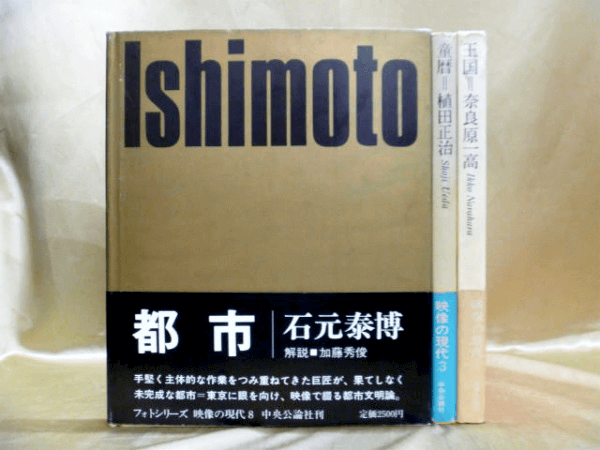 Ishimoto
都市
石元泰博
解説■加藤秀俊
手堅く主体的な作業をつみ重ねてきた巨匠が、果てしなく
未完成な都市＝東京に眼を向け、映像で綴る都市文明論。
フォトシリーズ 映像の現代8 中央公論社刊 定価2500円
童暦＝植田正治 Shoji Ueda
映像の現代3
中央公論社
王国＝奈良原一高 Ikko Narahara